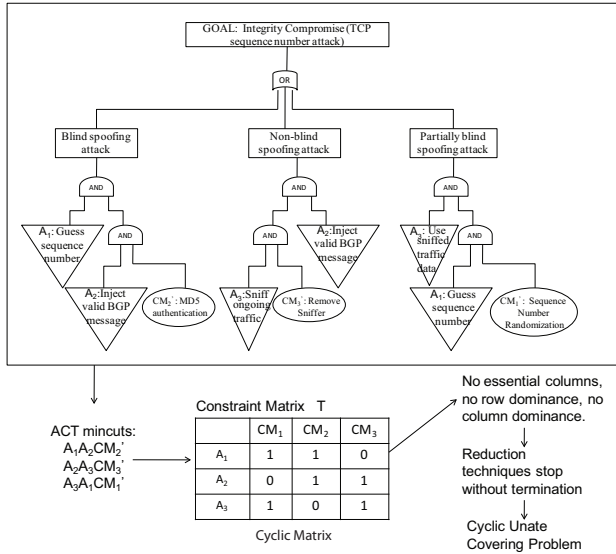 GOAL: Integrity Compromise (TCP
sequence number attack)
OR
Blind spoofing
attack
Non-blind
spoofing attack
Partially blind
spoofing attack
AND
AND
AND
A₁: Guess
sequence
number
AND
AND
A₂: Inject
valid BGP
message
A₃: Use
sniffed
traffic
data
AND
A₂:Inject
valid BGP
message
CM₂': MD5
authentication
A₃:Sniff
ongoing
traffic
CM₃': Remove
Sniffer
A₁: Guess
sequence
number
CM₁': Sequence
Number
Randomization
ACT mincuts:
A₁A₂CM₂'
A₂A₃CM₃'
A₃A₁CM₁'
Constraint Matrix T
CM₁ CM₂ CM₃
A₁ 1 1 0
A₂ 0 1 1
A₃ 1 0 1
Cyclic Matrix
No essential columns,
no row dominance, no
column dominance.
Reduction
techniques stop
without termination
Cyclic Unate
Covering Problem